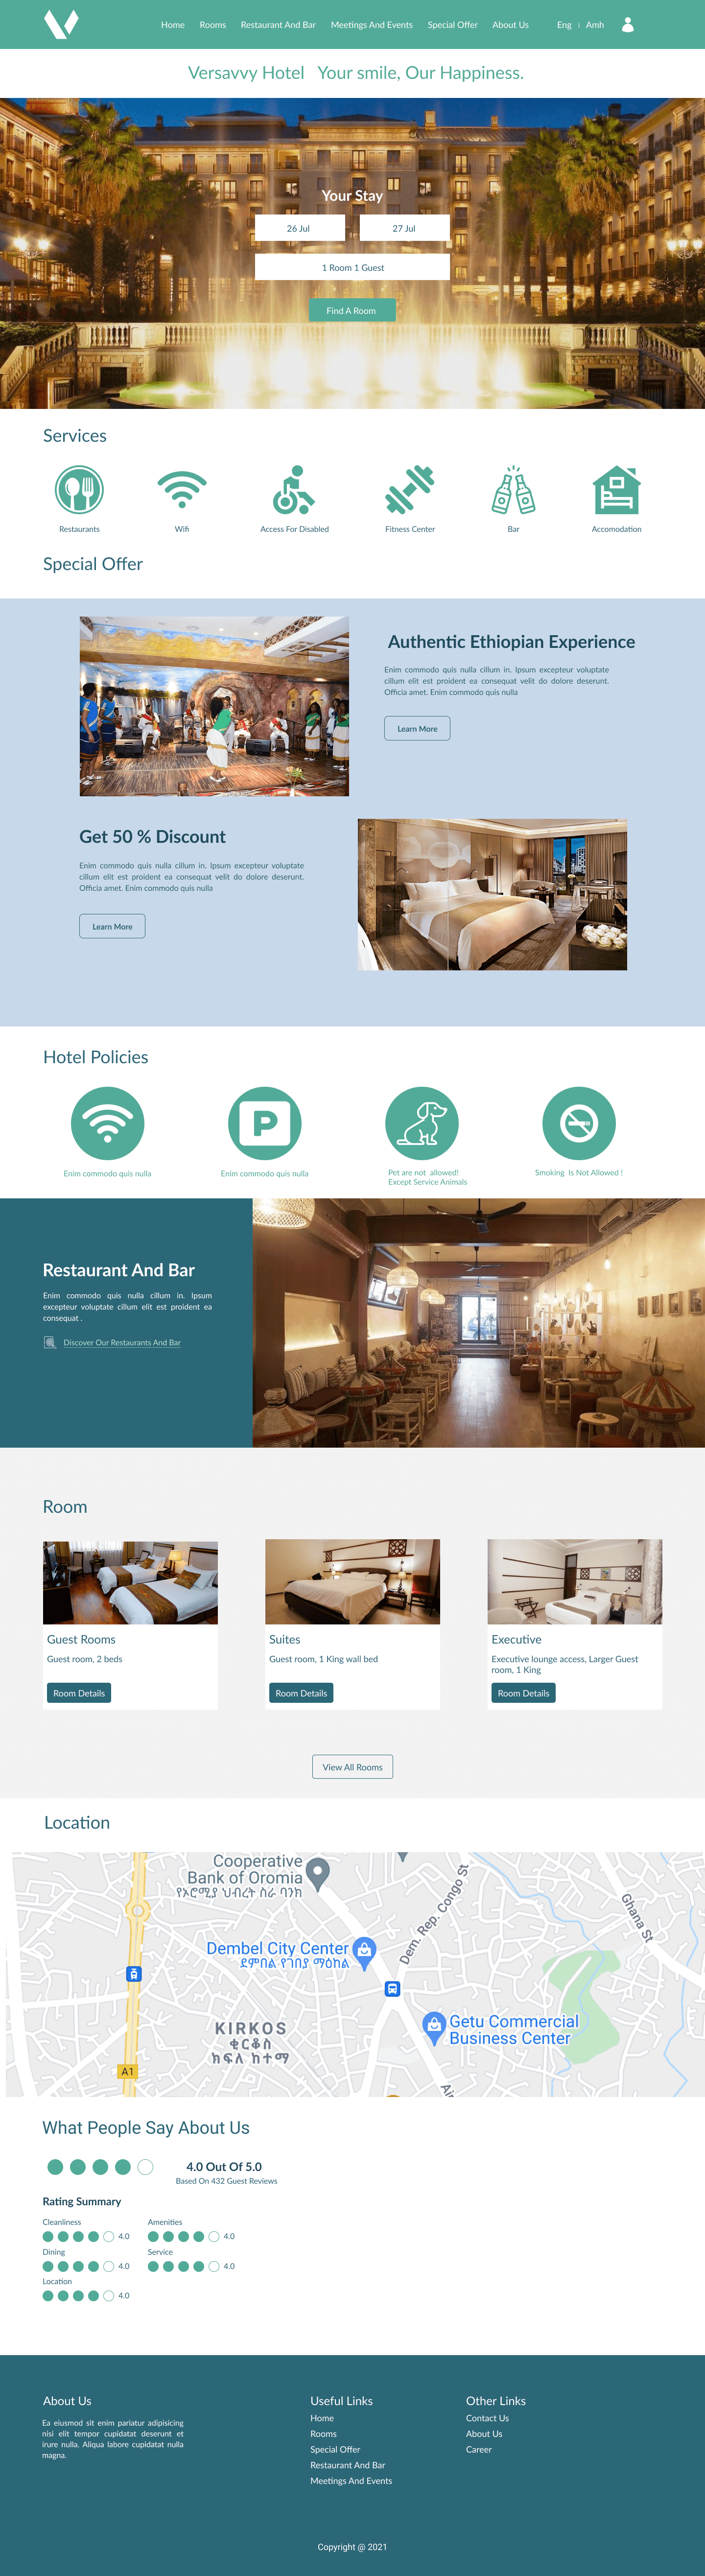 Home Rooms Restaurant And Bar Meetings And Events Special Offer About Us Eng | Amh
Versavvy Hotel Your smile, Our Happiness.
Your Stay
26 Jul 27 Jul
1 Room 1 Guest
Find A Room
Services
Restaurants Wifi Access For Disabled Fitness Center Bar Accomodation
Special Offer
Authentic Ethiopian Experience
Enim commodo quis nulla cillum in. Ipsum excepteur voluptate
cillum elit est proident ea consequat velit do dolore deserunt.
Officia amet. Enim commodo quis nulla
Learn More
Get 50 % Discount
Enim commodo quis nulla cillum in. Ipsum excepteur voluptate
cillum elit est proident ea consequat velit do dolore deserunt.
Officia amet. Enim commodo quis nulla
Learn More
Hotel Policies
P
Enim commodo quis nulla
Enim commodo quis nulla
Pet are not allowed!
Except Service Animals
Smoking Is Not Allowed !
Restaurant And Bar
Enim commodo quis nulla cillum in. Ipsum
excepteur voluptate cillum elit est proident ea
consequat .
Discover Our Restaurants And Bar
Room
Guest Rooms
Guest room, 2 beds
Room Details
Suites
Guest room, 1 King wall bed
Room Details
Executive
Executive lounge access, Larger Guest
room, 1 King
Room Details
View All Rooms
Location
Cooperative
Bank of Oromia
የኦሮሚያ ህብረት ስራ ባንክ
Dem. Rep. Congo St
Ghana St
Dembel City Center
ደምበል የገበያ ማዕከል
Getu Commercial
Business Center
KIRKOS
ቂርቆስ
ክፍለ ከተማ
A1
What People Say About Us
4.0 Out Of 5.0
Based On 432 Guest Reviews
Rating Summary
Cleanliness Amenities
4.0 4.0
Dining Service
4.0 4.0
Location
4.0
About Us
Ea eiusmod sit enim pariatur adipisicing
nisi elit tempor cupidatat deserunt et
irure nulla. Aliqua labore cupidatat nulla
magna.
Useful Links
Home
Rooms
Special Offer
Restaurant And Bar
Meetings And Events
Other Links
Contact Us
About Us
Career
Copyright @ 2021